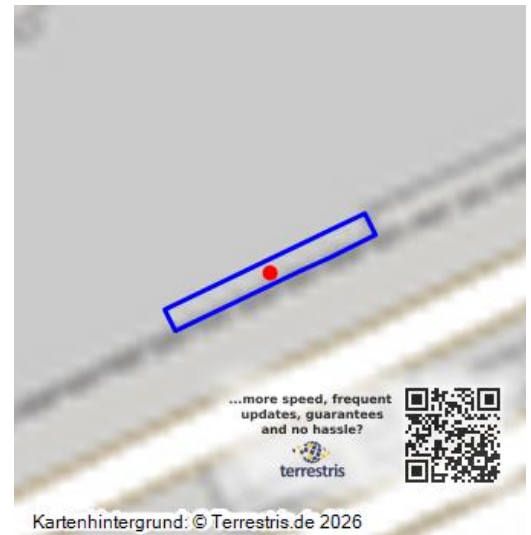 ...more speed, frequent
updates, guarantees
and no hassle?
terrestris
Kartenhintergrund: © Terrestris.de 2026